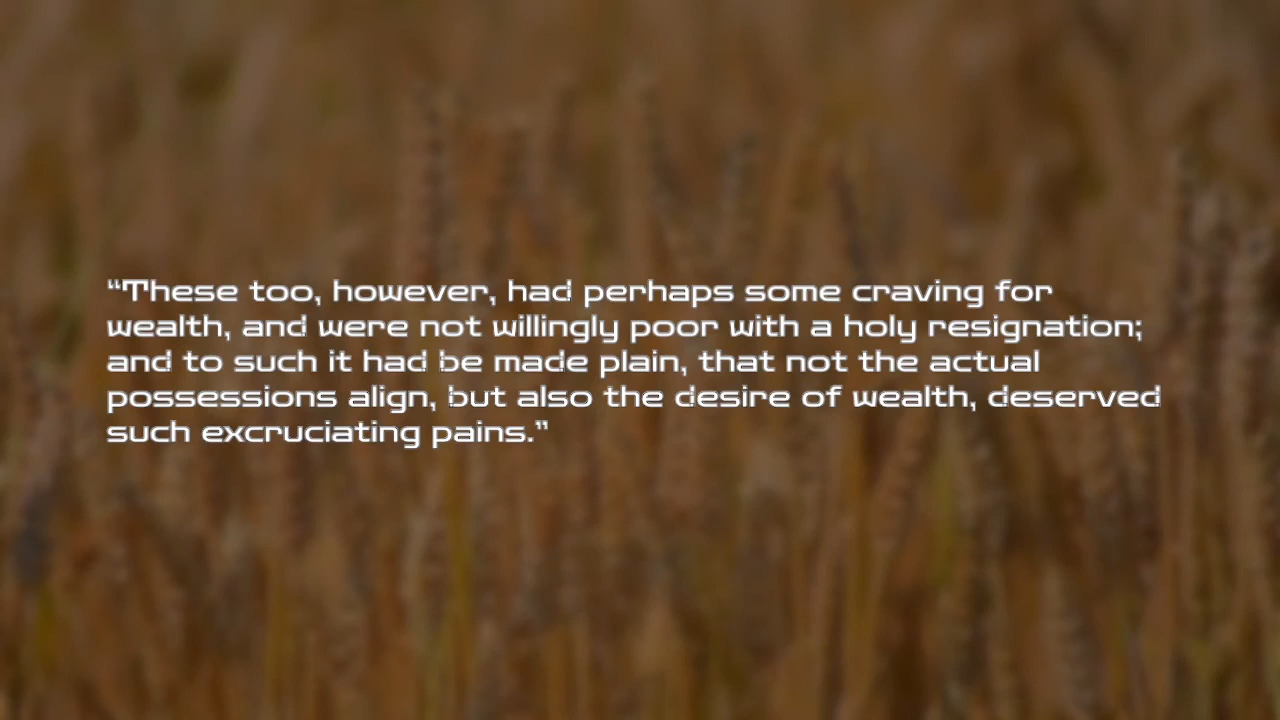 “These too, however, had perhaps some craving for
wealth, and were not willingly poor with a holy resignation;
and to such it had be made plain, that not the actual
possessions align, but also the desire of wealth, deserved
such excruciating pains.”